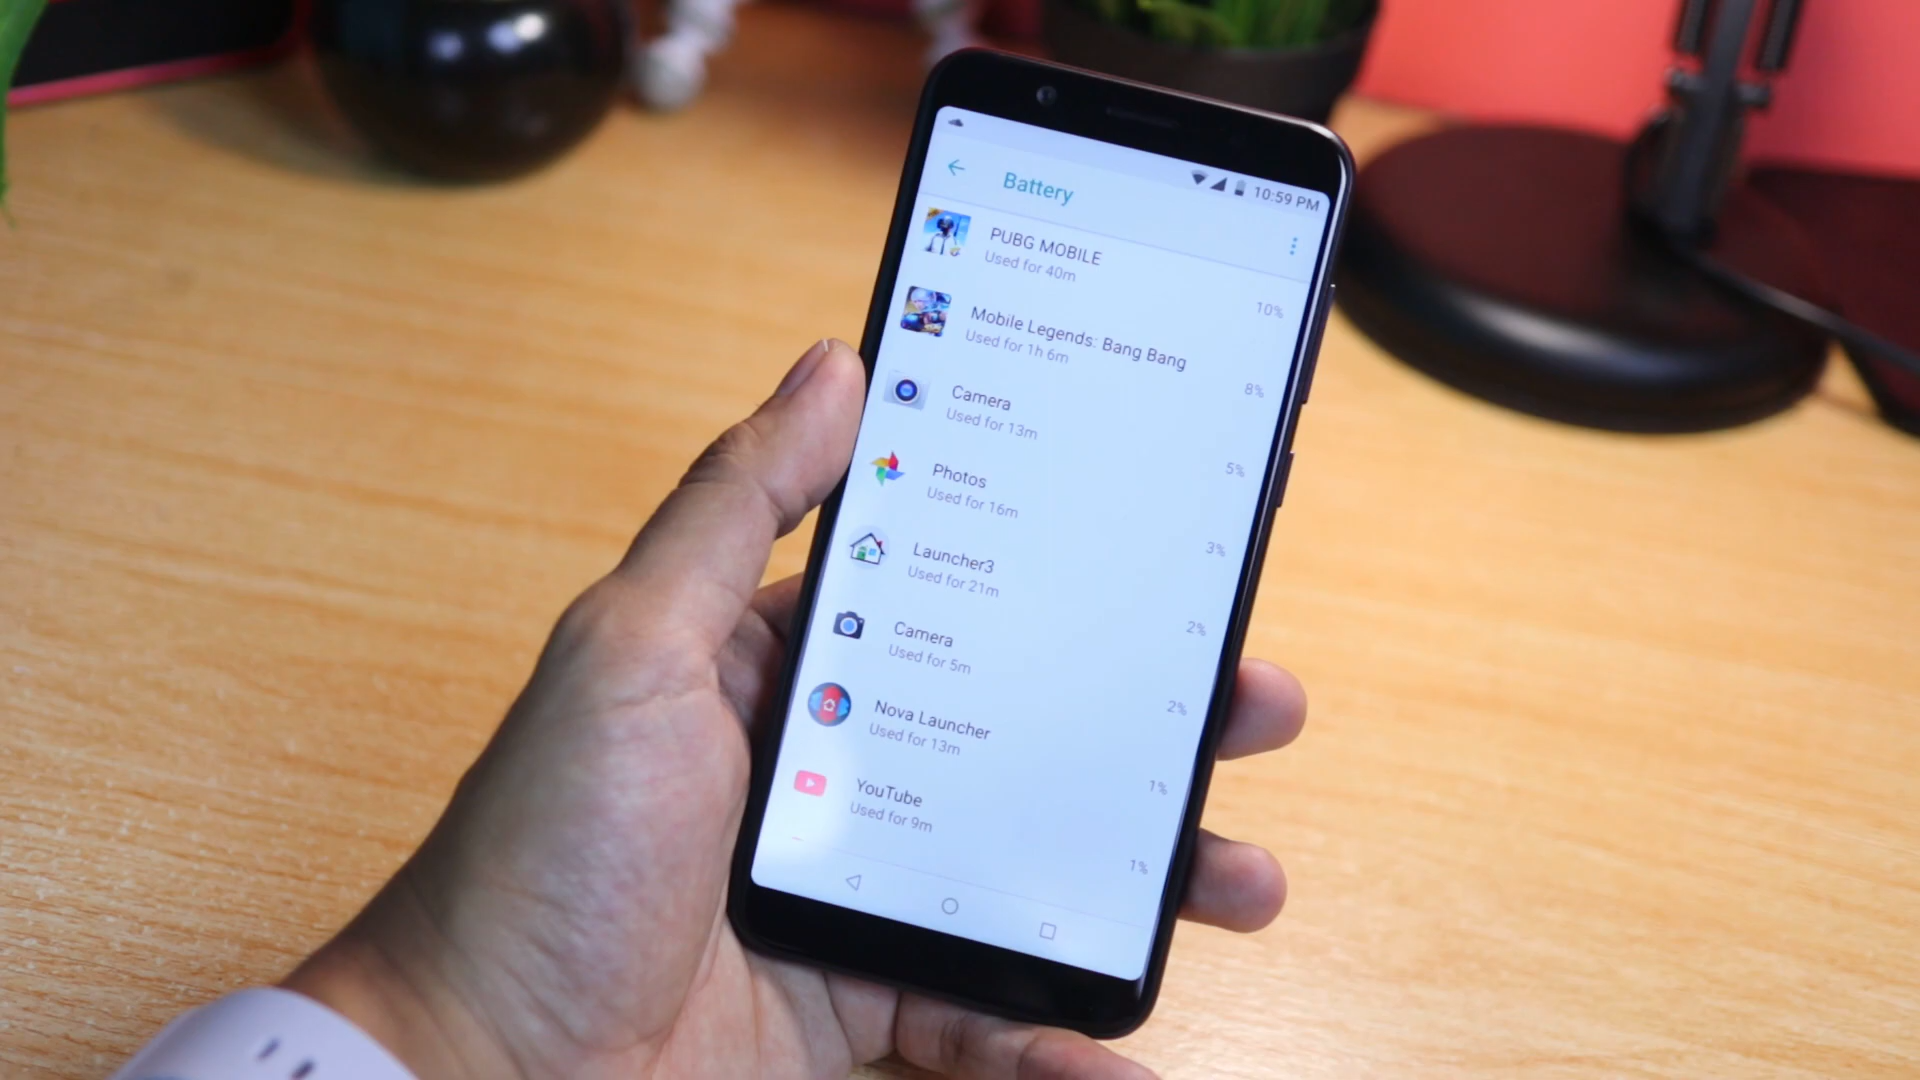 10:59 PM
Battery
PUBG MOBILE
Used for 40m
10%
Mobile Legends: Bang Bang
Used for 1h 6m
8%
Camera
Used for 13m
5%
Photos
Used for 16m
3%
Launcher3
Used for 21m
2%
Camera
Used for 5m
2%
Nova Launcher
Used for 13m
1%
YouTube
Used for 9m
1%